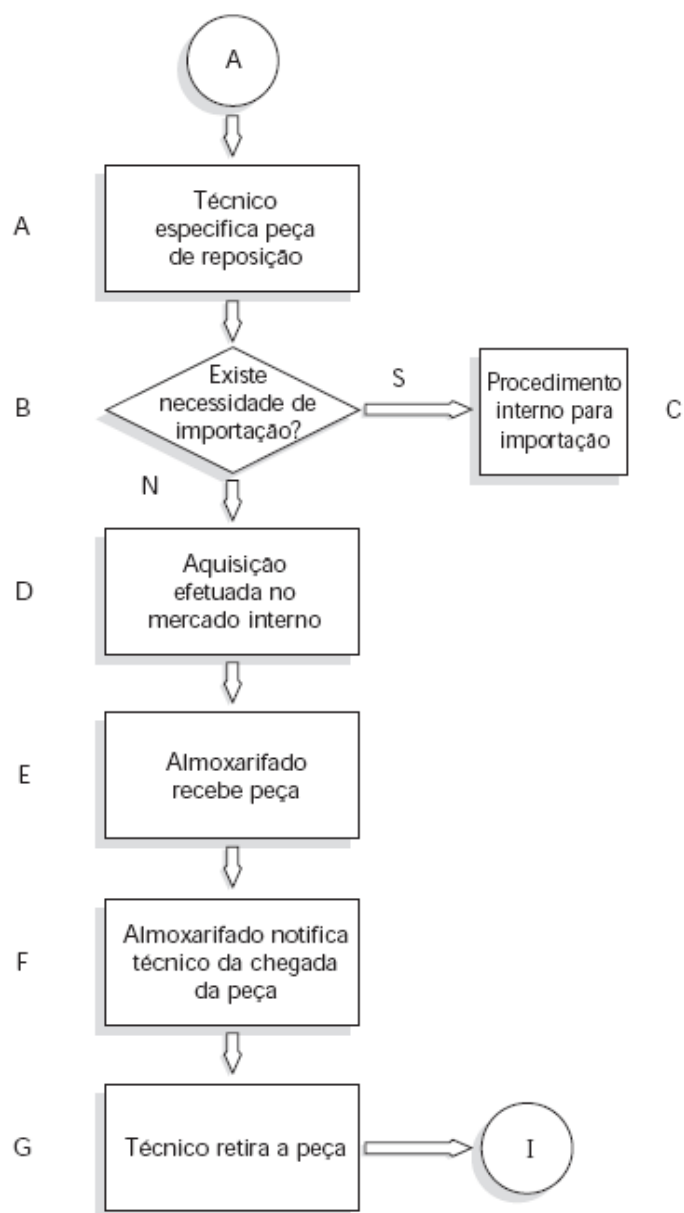 A
A
Técnico
especifica peça
de reposição
B
Existe
necessidade de
importação?
S
Procedimento
interno para
importação
C
N
D
Aquisição
efetuada no
mercado interno
E
Almoxarifado
recebe peça
F
Almoxarifado notifica
técnico da chegada
da peça
G
Técnico retira a peça
I